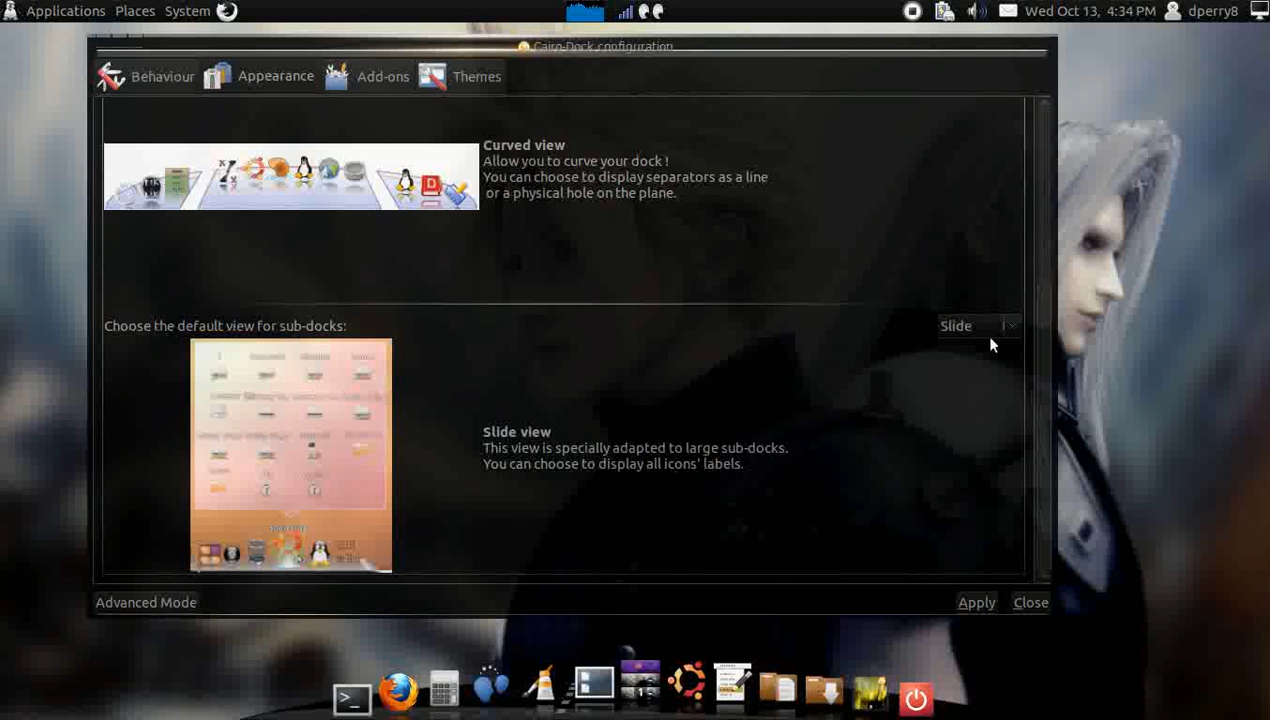 Applications Places System
Wed Oct 13, 4:34 PM dperry8
Cairo-Dock configuration
Behaviour Appearance Add-ons Themes
Curved view
Allow you to curve your dock !
You can choose to display separators as a line
or a physical hole on the plane.
Choose the default view for sub-docks:
Slide
Slide view
This view is specially adapted to large sub-docks.
You can choose to display all icons' labels.
Advanced Mode
Apply Close